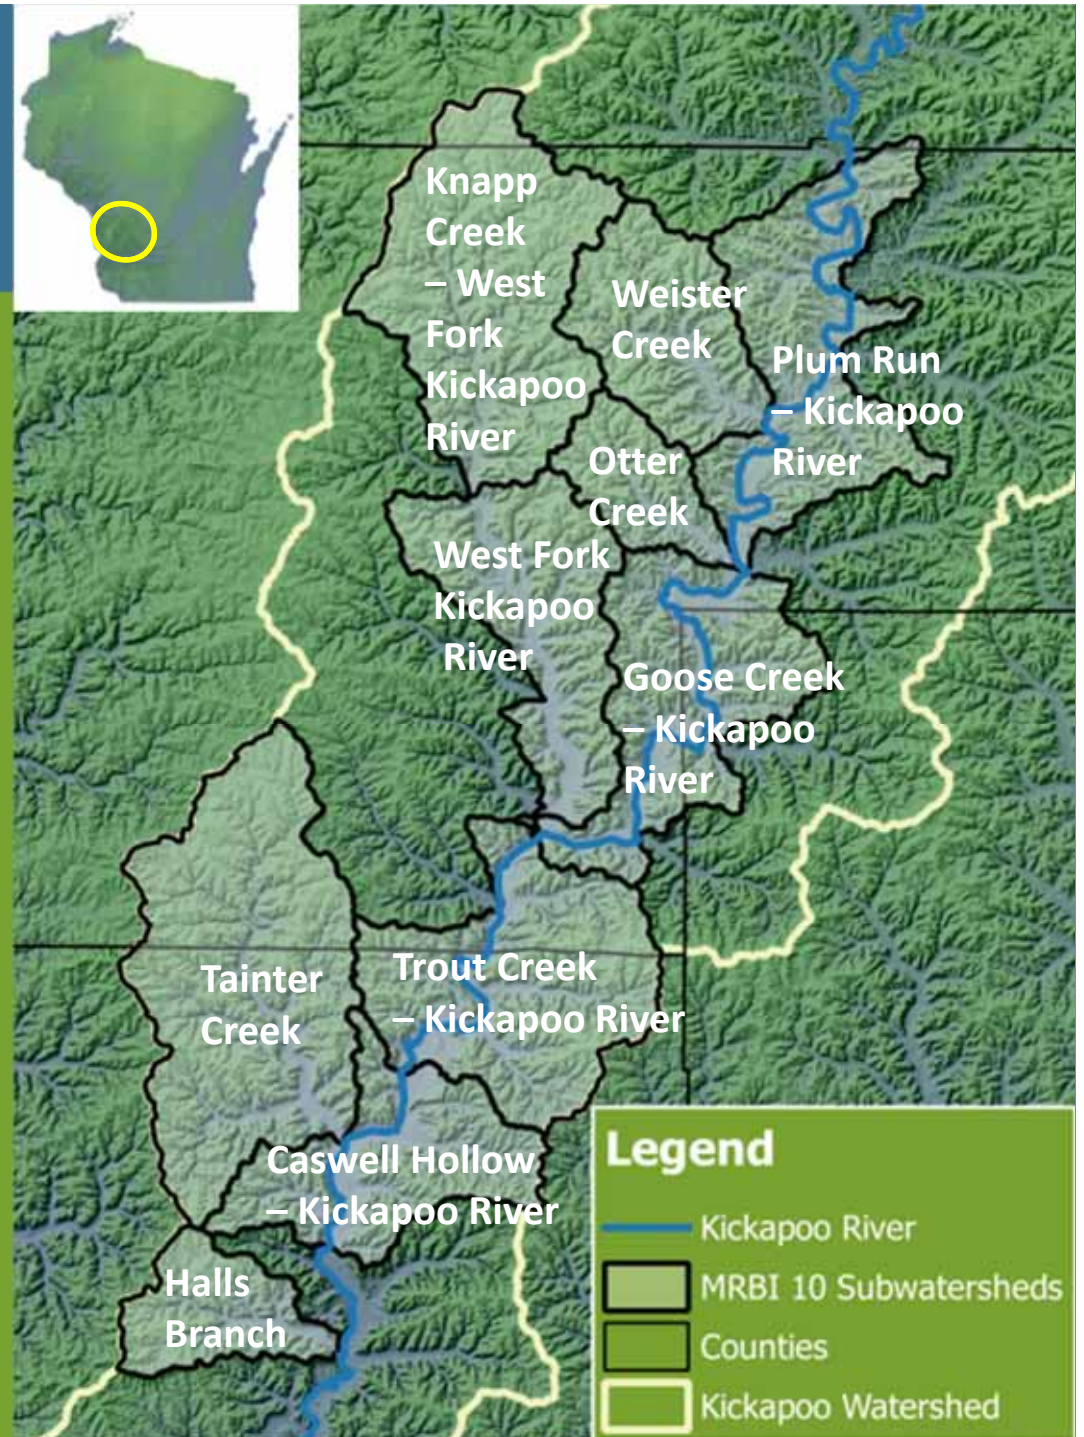 Knapp
Creek
– West
Fork
Kickapoo
River
Weister
Creek
Plum Run
– Kickapoo
River
Otter
Creek
West Fork
Kickapoo
River
Goose Creek
– Kickapoo
River
Tainter
Creek
Trout Creek
– Kickapoo River
Caswell Hollow
– Kickapoo River
Halls
Branch
Legend
Kickapoo River
MRBI 10 Subwatersheds
Counties
Kickapoo Watershed